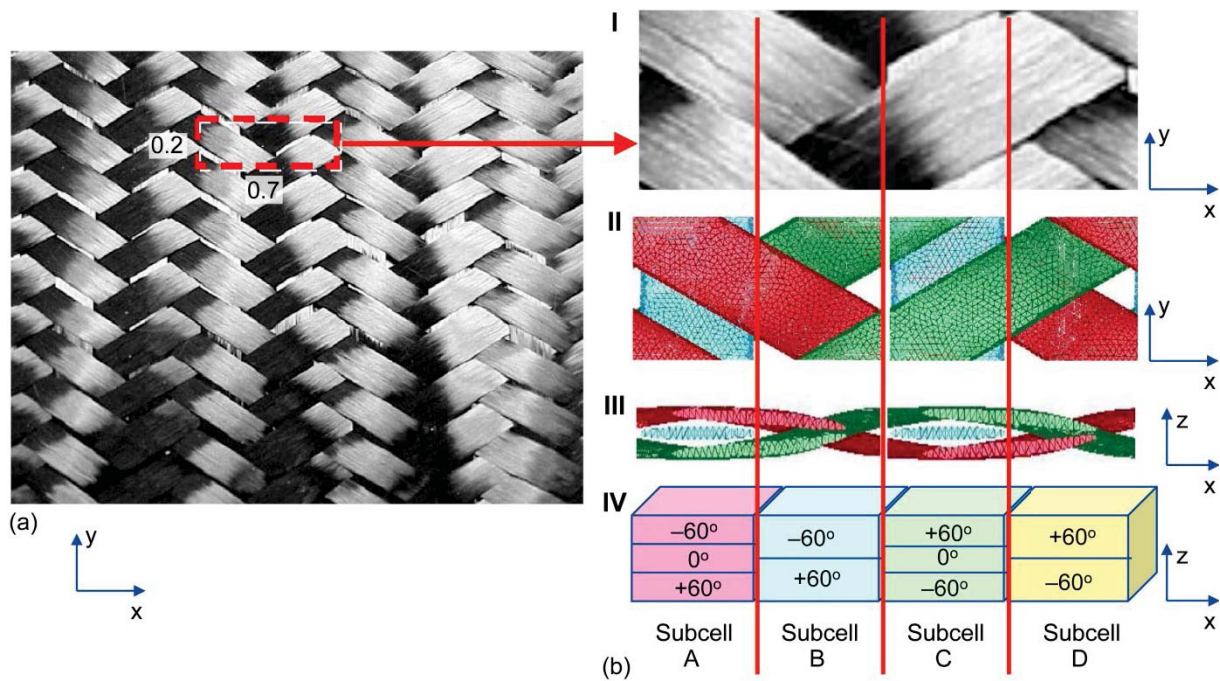 0.2
0.7
(a)
y
x
I
y
x
II
y
x
III
z
x
IV
–60° –60° +60° +60°
0° 0°
+60° +60° –60° –60°
z
x
Subcell Subcell Subcell Subcell
A B C D
(b)